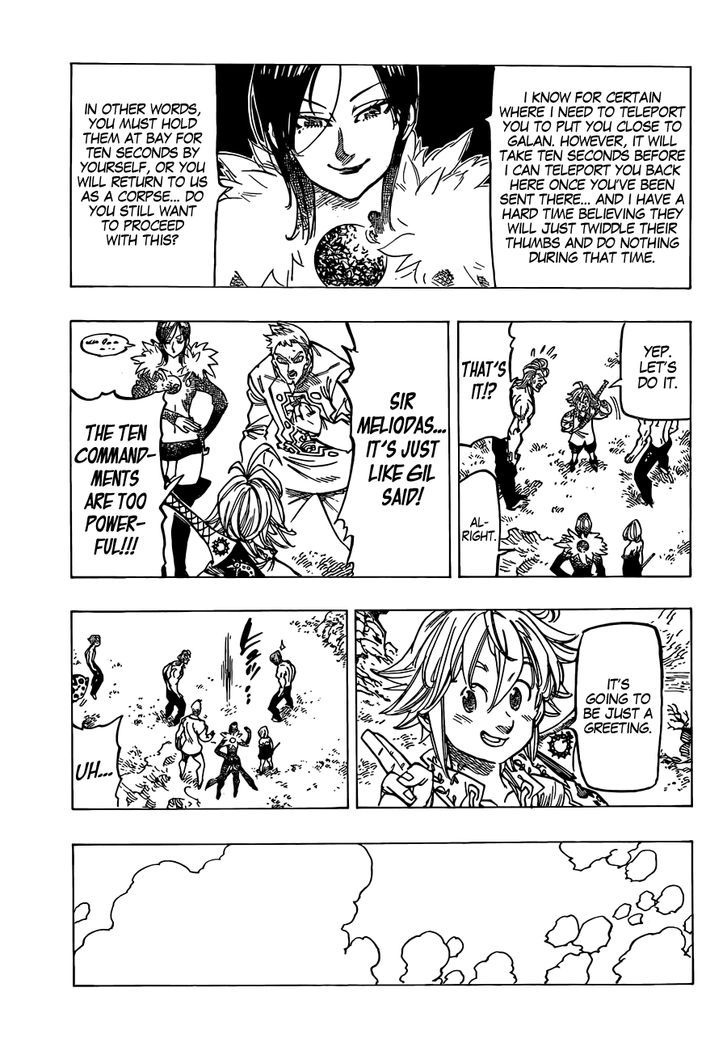 I KNOW FOR CERTAIN
WHERE I NEED TO TELEPORT
YOU TO PUT YOU CLOSE TO
GALAN. HOWEVER, IT WILL
TAKE TEN SECONDS BEFORE
I CAN TELEPORT YOU BACK
HERE ONCE YOU'VE BEEN
SENT THERE... AND I HAVE A
HARD TIME BELIEVING THEY
WILL JUST TWIDDLE THEIR
THUMBS AND DO NOTHING
DURING THAT TIME.
IN OTHER WORDS,
YOU MUST HOLD
THEM AT BAY FOR
TEN SECONDS BY
YOURSELF, OR YOU
WILL RETURN TO US
AS A CORPSE... DO
YOU STILL WANT
TO PROCEED
WITH THIS?
YEP.
LET'S
DO IT.
THAT'S
IT!?
AL-
RIGHT.
SIR
MELIODAS...
IT'S JUST
LIKE GIL
SAID!
THE TEN
COMMAND-
MENTS
ARE TOO
POWER-
FUL!!!
IT'S
GOING TO
BE JUST A
GREETING.
UH...